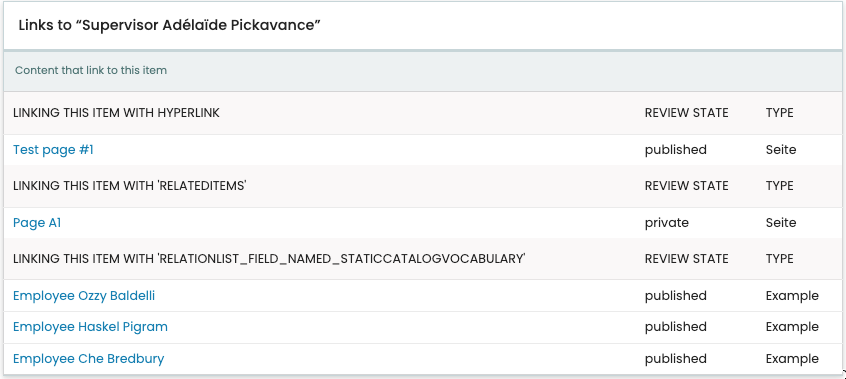 Links to “Supervisor Adélaïde Pickavance”
Content that link to this item
LINKING THIS ITEM WITH HYPERLINK REVIEW STATE TYPE
Test page #1 published Seite
LINKING THIS ITEM WITH 'RELATEDITEMS' REVIEW STATE TYPE
Page A1 private Seite
LINKING THIS ITEM WITH 'RELATIONLIST_FIELD_NAMED_STATICCATALOGVOCABULARY' REVIEW STATE TYPE
Employee Ozzy Baldelli published Example
Employee Haskel Pigram published Example
Employee Che Bredbury published Example